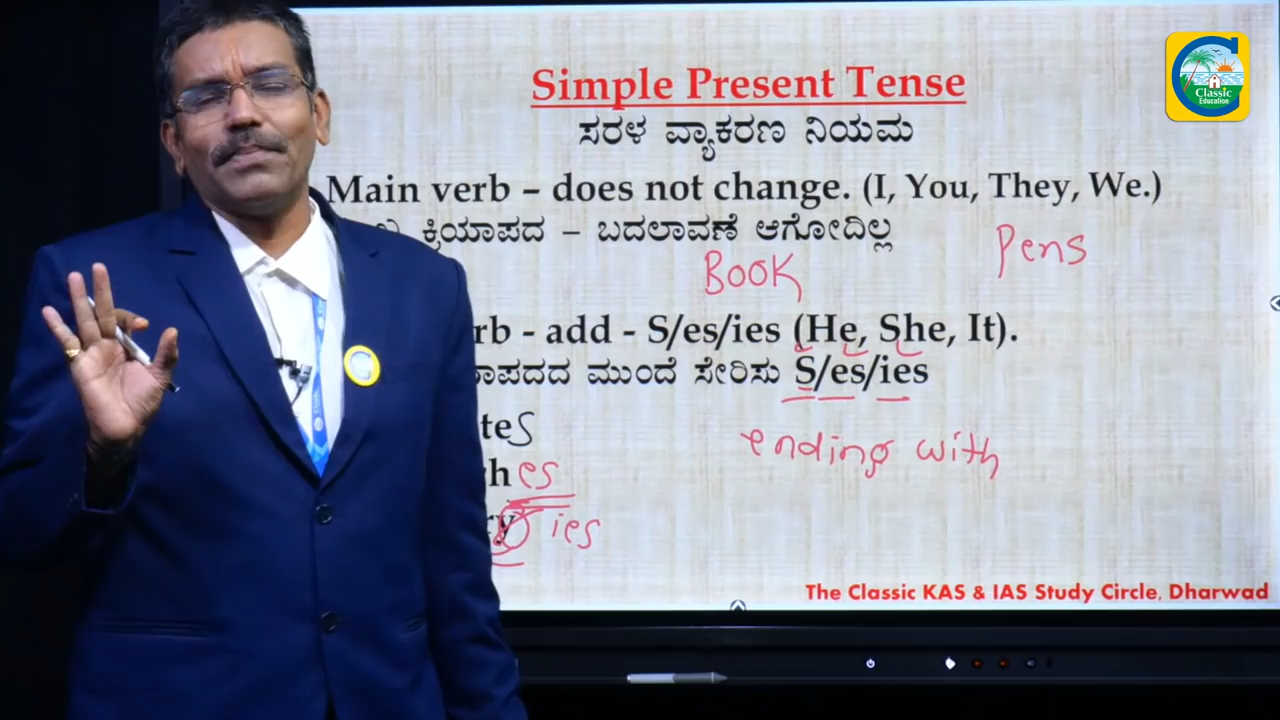 Simple Present Tense
ಸರಳ ವ್ಯಾಕರಣ ನಿಯಮ
Classic
Education
Main verb – does not change. (I, You, They, We.)
ಕ್ರಿಯಾಪದ – ಬದಲಾವಣೆ ಆಗೋದಿಲ್ಲ
Pens
BOOK
rb - add - S/es/ies (He, She, It).
ಾಪದದ ಮುಂದೆ ಸೇರಿಸು S/es/ies
teS
ending with
hes
ry ies
The Classic KAS & IAS Study Circle, Dharwad